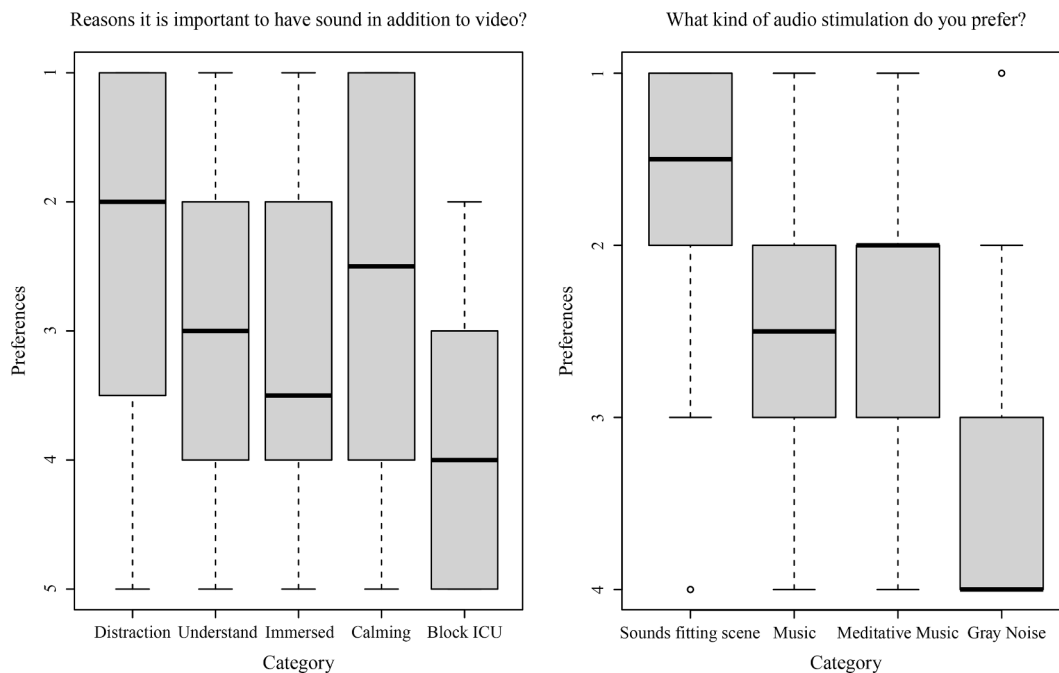 Reasons it is important to have sound in addition to video?
Preferences
1
2
3
4
5
Distraction Understand Immersed Calming Block ICU
Category
What kind of audio stimulation do you prefer?
Preferences
1
2
3
4
Sounds fitting scene Music Meditative Music Gray Noise
Category